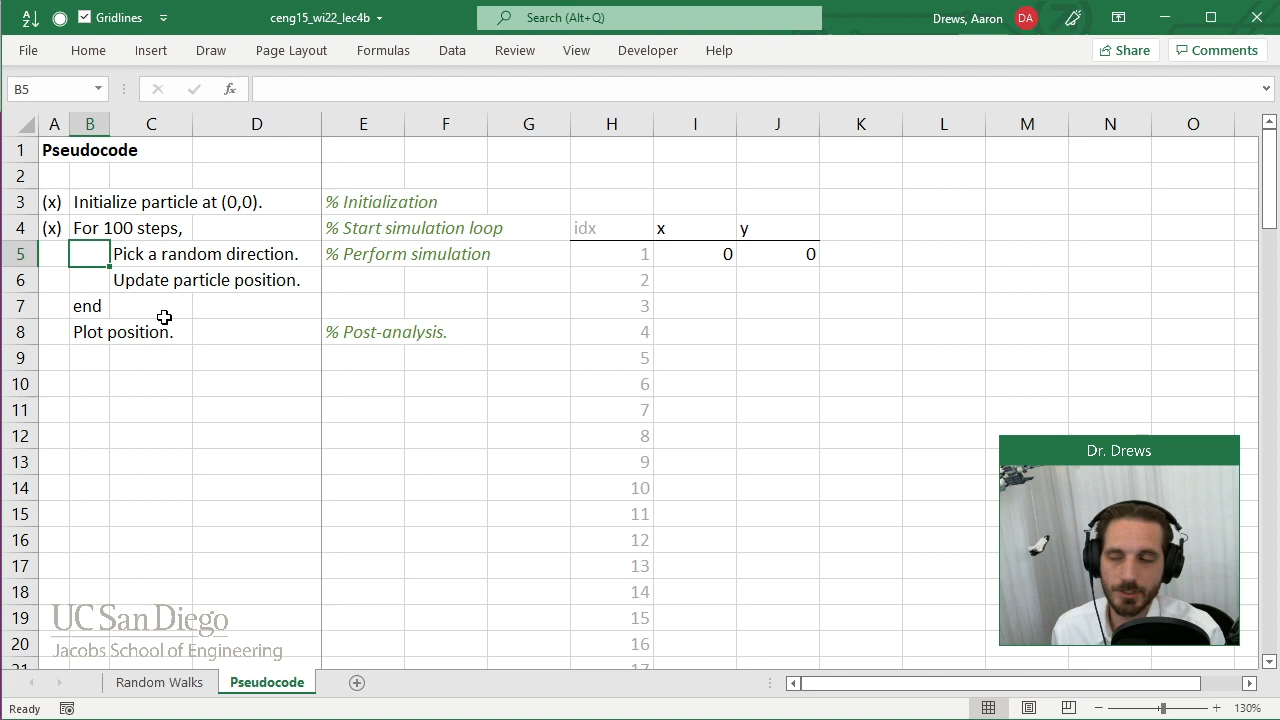 Gridlines
ceng15_wi22_lec4b
Search (Alt+Q)
Drews, Aaron
DA
File Home Insert Draw Page Layout Formulas Data Review View Developer Help Share Comments
B5 fx
A B C D E F G H I J K L M N O
1 Pseudocode
2
3 (x) Initialize particle at (0,0). % Initialization
4 (x) For 100 steps, % Start simulation loop idx x y
5 Pick a random direction. % Perform simulation 1 0 0
6 Update particle position. 2
7 end 3
8 Plot position. % Post-analysis. 4
9 5
10 6
11 7
12 8
13 9
14 10
15 11
16 12
17 13
18 14
19 15
20 16
21 17
Dr. Drews
UC San Diego
Jacobs School of Engineering
Random Walks Pseudocode
Ready 130%